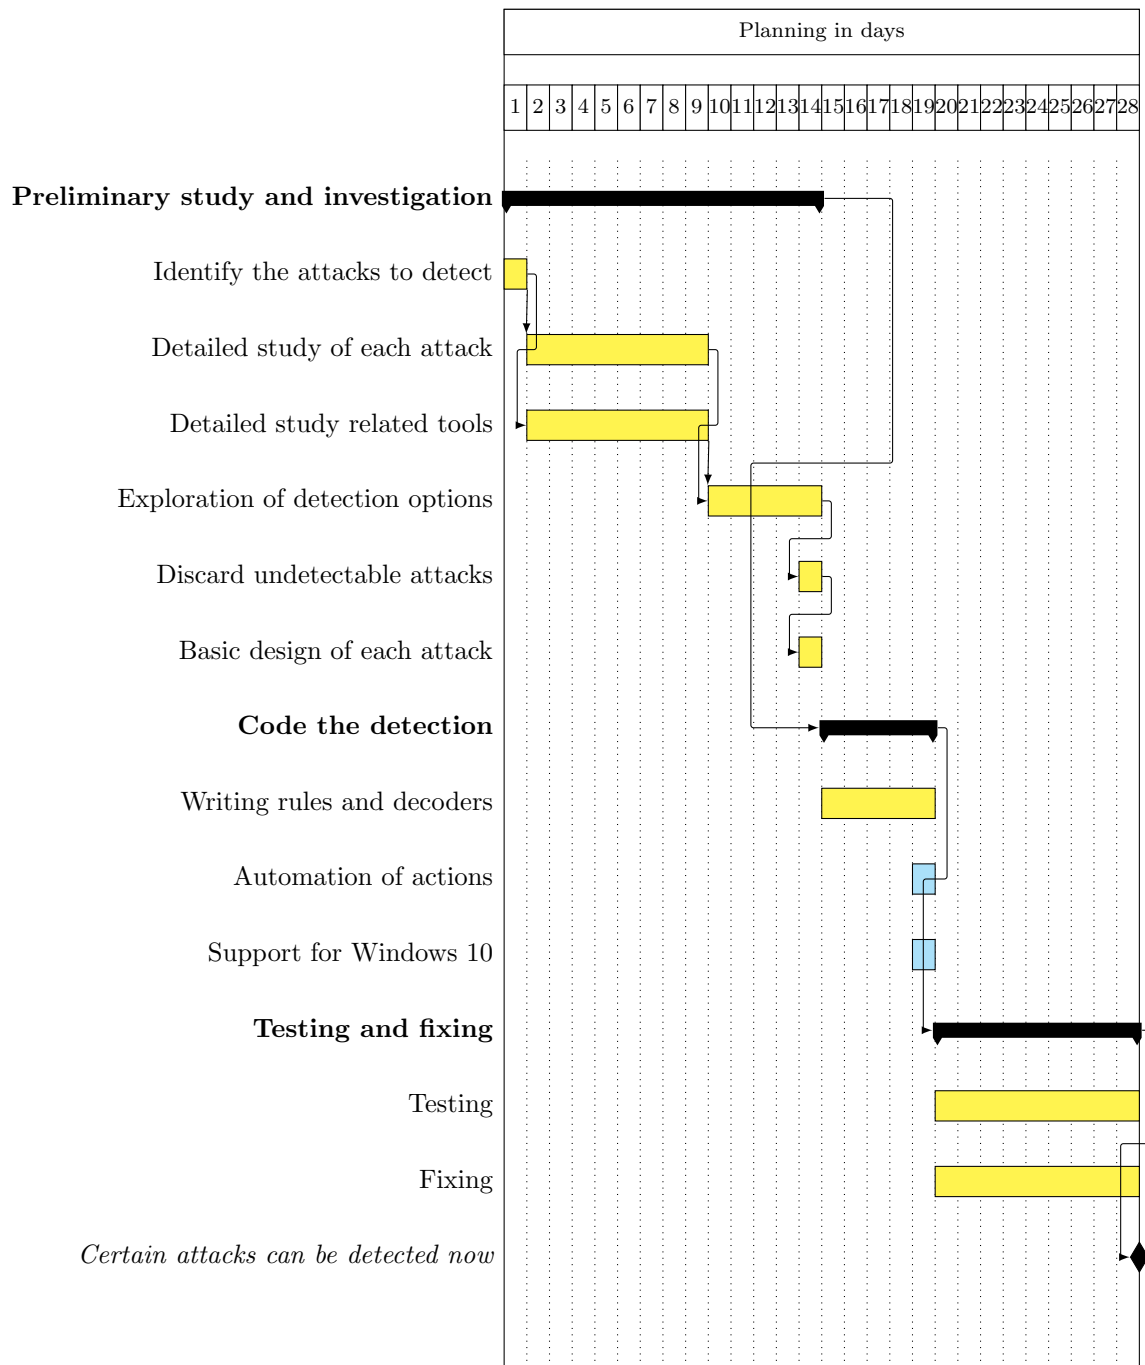 Planning in days
1 2 3 4 5 6 7 8 9 10 11 12 13 14 15 16 17 18 19 20 21 22 23 24 25 26 27 28
Preliminary study and investigation
Identify the attacks to detect
Detailed study of each attack
Detailed study related tools
Exploration of detection options
Discard undetectable attacks
Basic design of each attack
Code the detection
Writing rules and decoders
Automation of actions
Support for Windows 10
Testing and fixing
Testing
Fixing
Certain attacks can be detected now